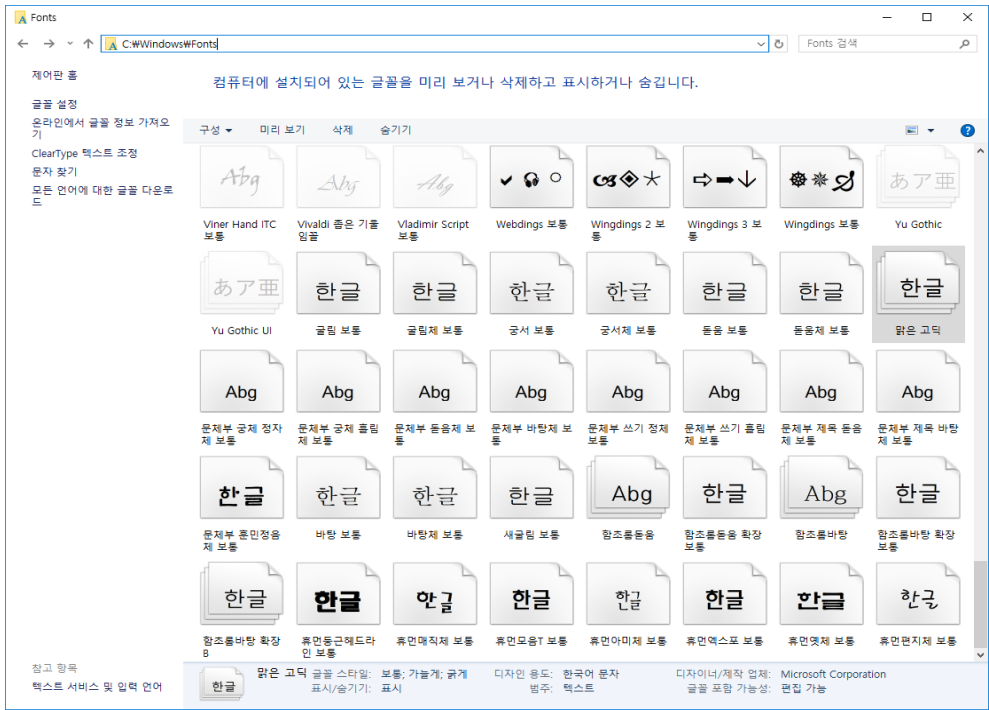 Fonts
C:₩Windows₩Fonts
Fonts 검색
제어판 홈
글꼴 설정
온라인에서 글꼴 정보 가져오
기
ClearType 텍스트 조정
문자 찾기
모든 언어에 대한 글꼴 다운로
드
컴퓨터에 설치되어 있는 글꼴을 미리 보거나 삭제하고 표시하거나 숨깁니다.
구성 미리 보기 삭제 숨기기
Abg Abg Abg あア亜
Viner Hand ITC 보통
Vivaldi 좁은 기울임꼴
Vladimir Script 보통
Webdings 보통
Wingdings 2 보통
Wingdings 3 보통
Wingdings 보통
Yu Gothic
あア亜 한글 한글 한글 한글 한글 한글 한글
Yu Gothic UI 굴림 보통 굴림체 보통 궁서 보통 궁서체 보통 돋움 보통 돋움체 보통 맑은 고딕
Abg Abg Abg Abg Abg Abg Abg Abg
문체부 궁체 정자체 보통
문체부 궁체 흘림체 보통
문체부 돋음체 보통
문체부 바탕체 보통
문체부 쓰기 정체 보통
문체부 쓰기 흘림체 보통
문체부 제목 돋음체 보통
문체부 제목 바탕체 보통
한글 한글 한글 한글 Abg 한글 Abg 한글
문체부 훈민정음체 보통
바탕 보통
바탕체 보통
새굴림 보통
함초롬돋움
함초롬돋움 확장 보통
함초롬바탕
함초롬바탕 확장 보통
한글 한글 한글 한글 한글 한글 한글 한글
함초롬바탕 확장B
휴먼둥근헤드라인 보통
휴먼매직체 보통
휴먼모음T 보통
휴먼아미체 보통
휴먼엑스포 보통
휴먼옛체 보통
휴먼편지체 보통
참고 항목
텍스트 서비스 및 입력 언어
한글
맑은 고딕 글꼴 스타일: 보통; 가늘게; 굵게 디자인 용도: 한국어 문자 디자이너/제작 업체: Microsoft Corporation
표시/숨기기: 표시 범주: 텍스트 글꼴 포함 가능성: 편집 가능